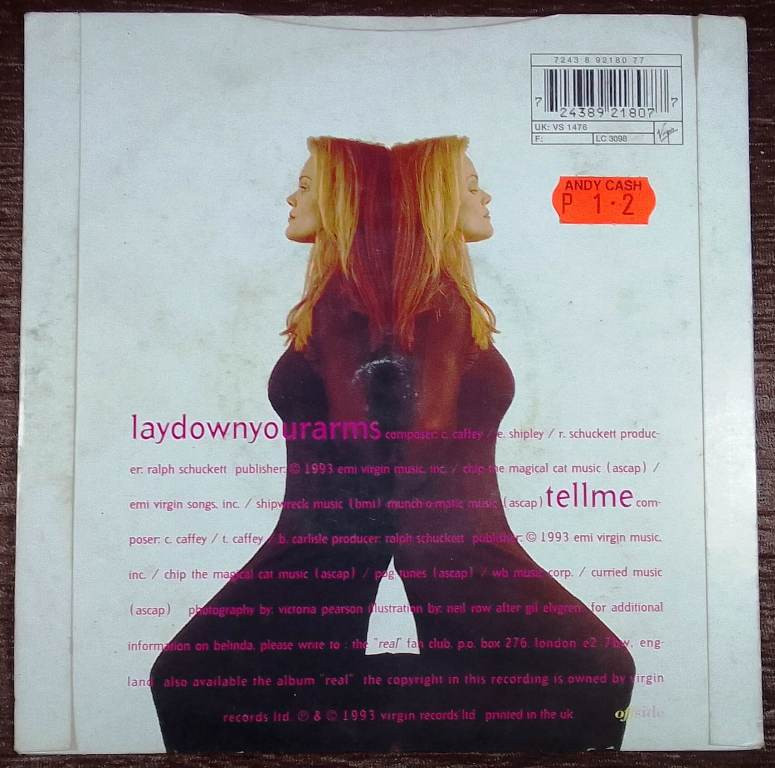 7243 8 92180 77
7 24389 21807 7
UK: VS 1476
F: LC 3098 Virgin
ANDY CASH
P 1·2
laydownyourarms composer: c. caffey / e. shipley / r. schuckett produc-
er: ralph schuckett publisher: © 1993 emi virgin music, inc. / chip the magical cat music (ascap) /
emi virgin songs, inc. / shipwreck music (bmi) munch-o-matic music (ascap) tellme com-
poser: c. caffey / t. caffey / b. carlisle producer: ralph schuckett publisher: © 1993 emi virgin music,
inc. / chip the magical cat music (ascap) / pog tunes (ascap) / wb music corp. / curried music
(ascap) photography by: victoria pearson illustration by: neil row after gil elvgren. for additional
information on belinda, please write to : the "real" fan club, p.o. box 276, london e2 7bw, eng-
land also available the album "real" the copyright in this recording is owned by virgin
records ltd ℗ & © 1993 virgin records ltd printed in the uk offside